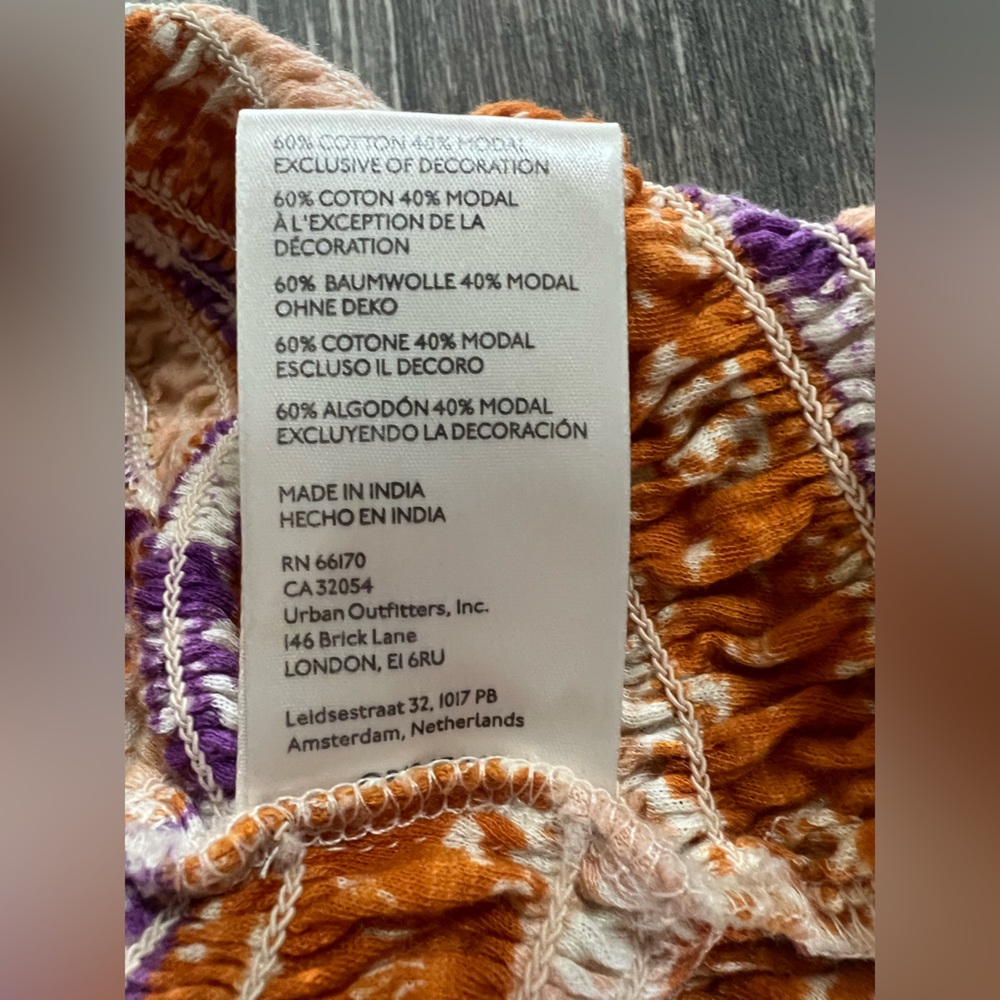 60% COTTON 40% MODAL
EXCLUSIVE OF DECORATION
60% COTON 40% MODAL
À L'EXCEPTION DE LA
DÉCORATION
60% BAUMWOLLE 40% MODAL
OHNE DEKO
60% COTONE 40% MODAL
ESCLUSO IL DECORO
60% ALGODÓN 40% MODAL
EXCLUYENDO LA DECORACIÓN
MADE IN INDIA
HECHO EN INDIA
RN 66170
CA 32054
Urban Outfitters, Inc.
146 Brick Lane
LONDON, E1 6RU
Leidsestraat 32, 1017 PB
Amsterdam, Netherlands